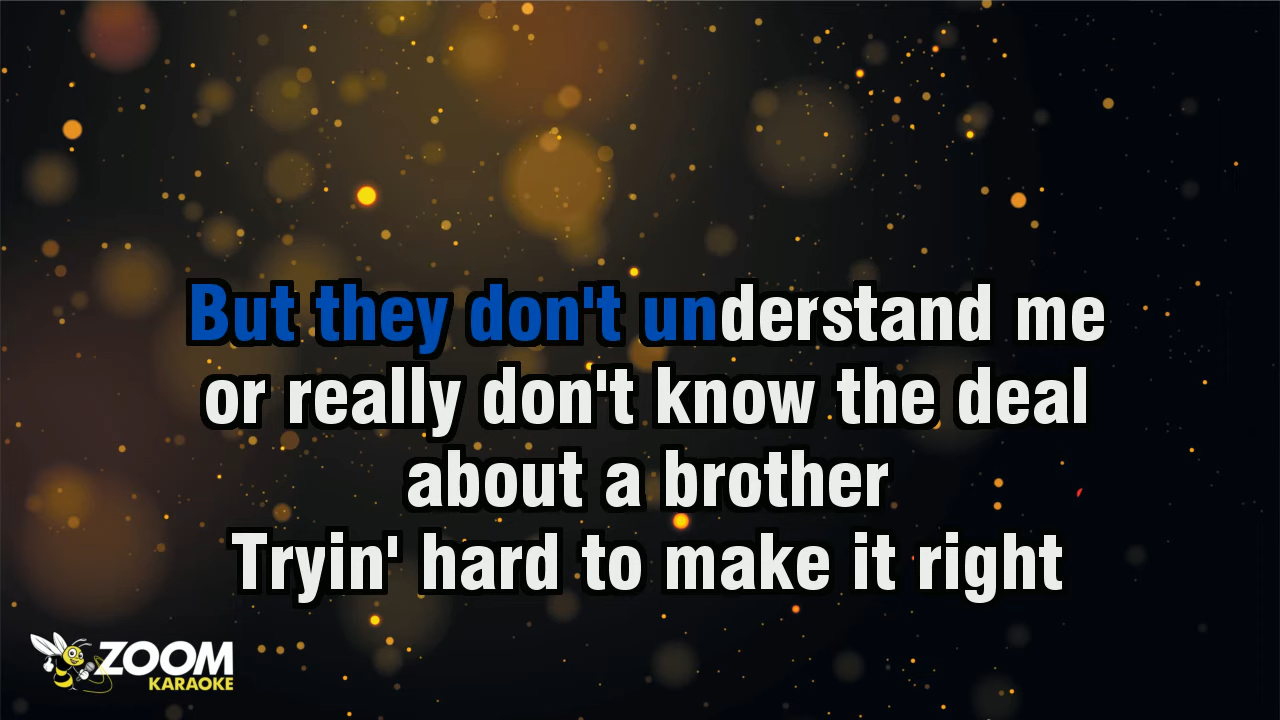 But they don't understand me
or really don't know the deal
about a brother
Tryin' hard to make it right
ZOOM
KARAOKE